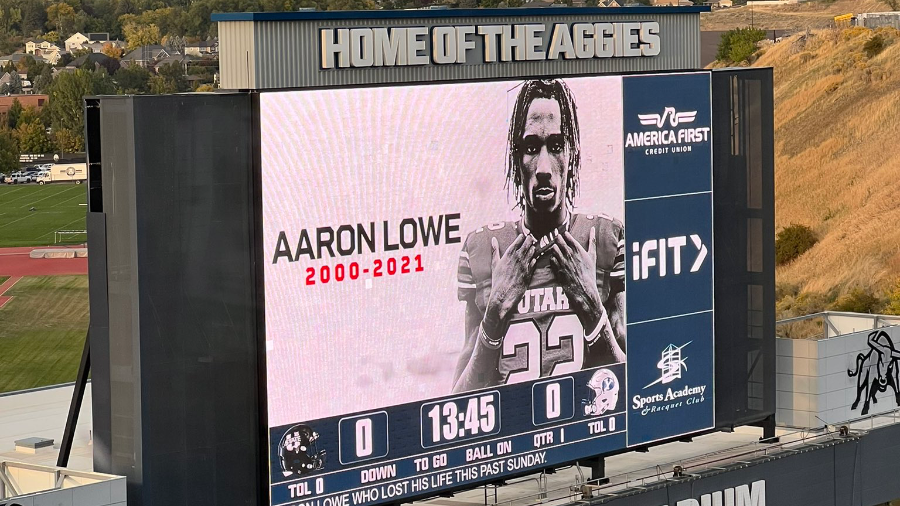 HOME OF THE AGGIES
AARON LOWE
2000-2021
UTAH
22
AMERICA FIRST
CREDIT UNION
iFIT
Sports Academy
& Racquet Club
0
13:45
0
TOL 0
DOWN
TO GO
BALL ON
QTR 1
TOL 0
ON LOWE WHO LOST HIS LIFE THIS PAST SUNDAY.